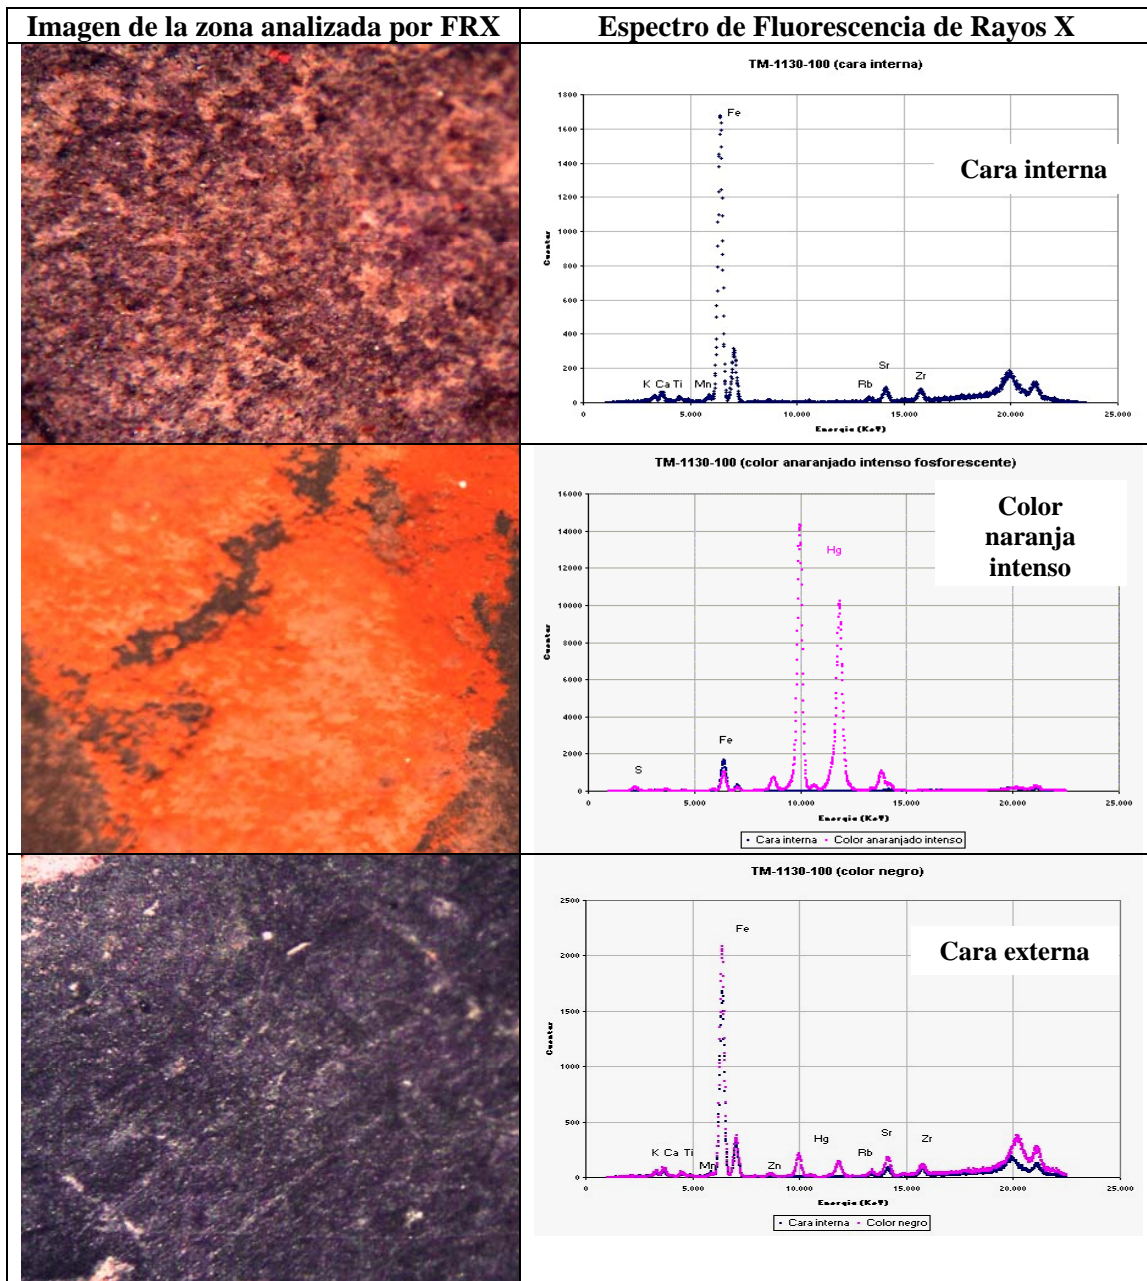 Imagen de la zona analizada por FRX
Espectro de Fluorescencia de Rayos X
TM-1130-100 (cara interna)
1800
1600
1400
1200
1000
800
600
400
200
0
Cuentas
Fe
Cara interna
K Ca Ti Mn Rb Sr Zr
0 5.000 10.000 15.000 20.000 25.000
Energia (KeV)
TM-1130-100 (color anaranjado intenso fosforescente)
16000
14000
12000
10000
8000
6000
4000
2000
0
Cuentas
Color
naranja
intenso
Hg
Fe
S
0 5.000 10.000 15.000 20.000 25.000
Energia (KeV)
Cara interna Color anaranjado intenso
TM-1130-100 (color negro)
2500
2000
1500
1000
500
0
Cuentas
Fe
Cara externa
K Ca Ti Mn Zn Hg Rb Sr Zr
0 5.000 10.000 15.000 20.000 25.000
Energia (KeV)
Cara interna Color negro